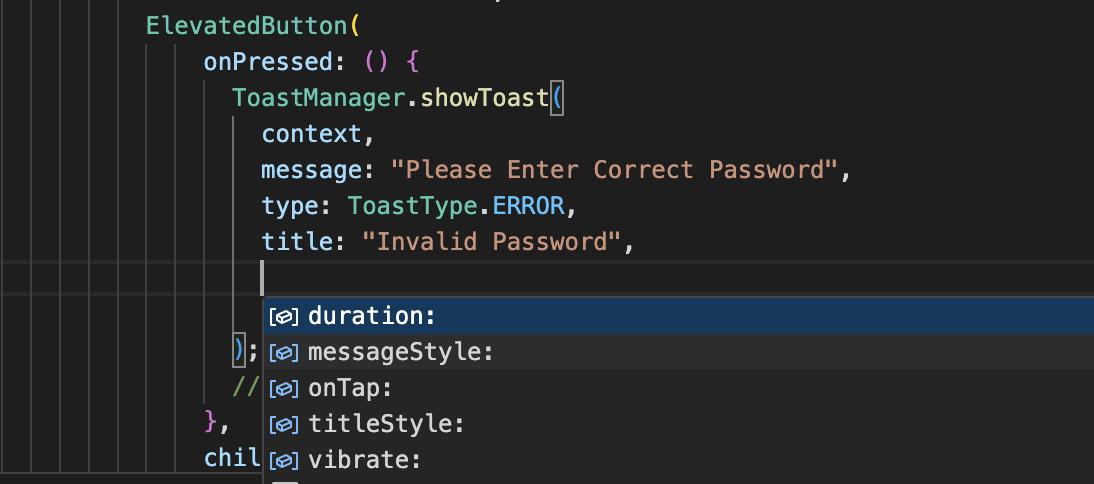 ElevatedButton(
onPressed: () {
ToastManager.showToast(
context,
message: "Please Enter Correct Password",
type: ToastType.ERROR,
title: "Invalid Password",
duration:
); messageStyle:
// onTap:
}, titleStyle:
chil vibrate: